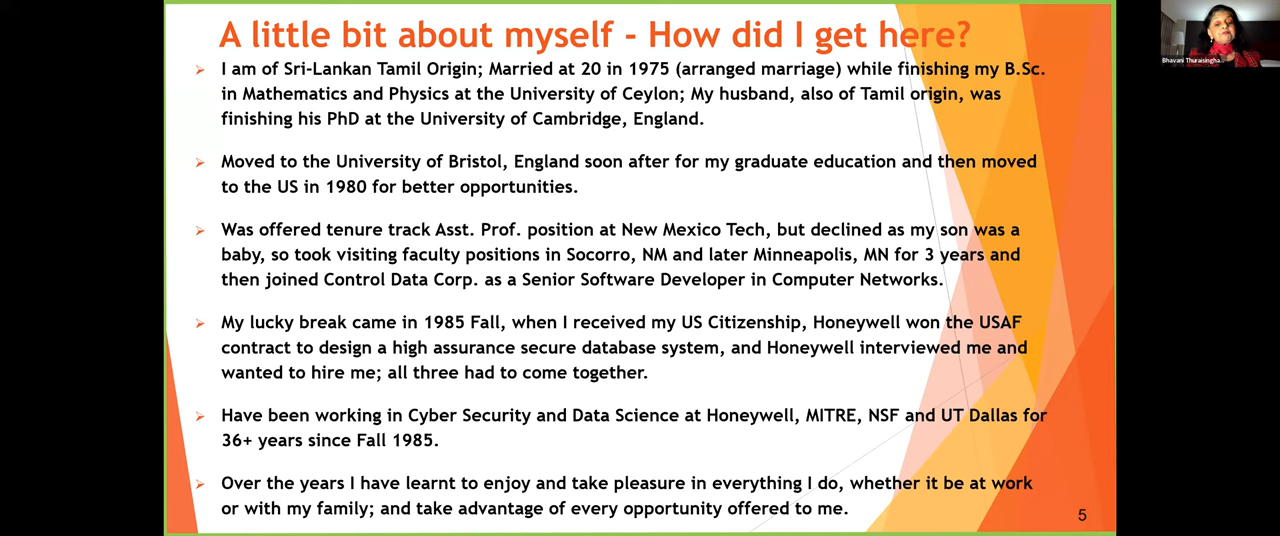 A little bit about myself - How did I get here?
I am of Sri-Lankan Tamil Origin; Married at 20 in 1975 (arranged marriage) while finishing my B.Sc.
in Mathematics and Physics at the University of Ceylon; My husband, also of Tamil origin, was
finishing his PhD at the University of Cambridge, England.
Moved to the University of Bristol, England soon after for my graduate education and then moved
to the US in 1980 for better opportunities.
Was offered tenure track Asst. Prof. position at New Mexico Tech, but declined as my son was a
baby, so took visiting faculty positions in Socorro, NM and later Minneapolis, MN for 3 years and
then joined Control Data Corp. as a Senior Software Developer in Computer Networks.
My lucky break came in 1985 Fall, when I received my US Citizenship, Honeywell won the USAF
contract to design a high assurance secure database system, and Honeywell interviewed me and
wanted to hire me; all three had to come together.
Have been working in Cyber Security and Data Science at Honeywell, MITRE, NSF and UT Dallas for
36+ years since Fall 1985.
Over the years I have learnt to enjoy and take pleasure in everything I do, whether it be at work
or with my family; and take advantage of every opportunity offered to me.
5
Bhavani Thuraisingha...